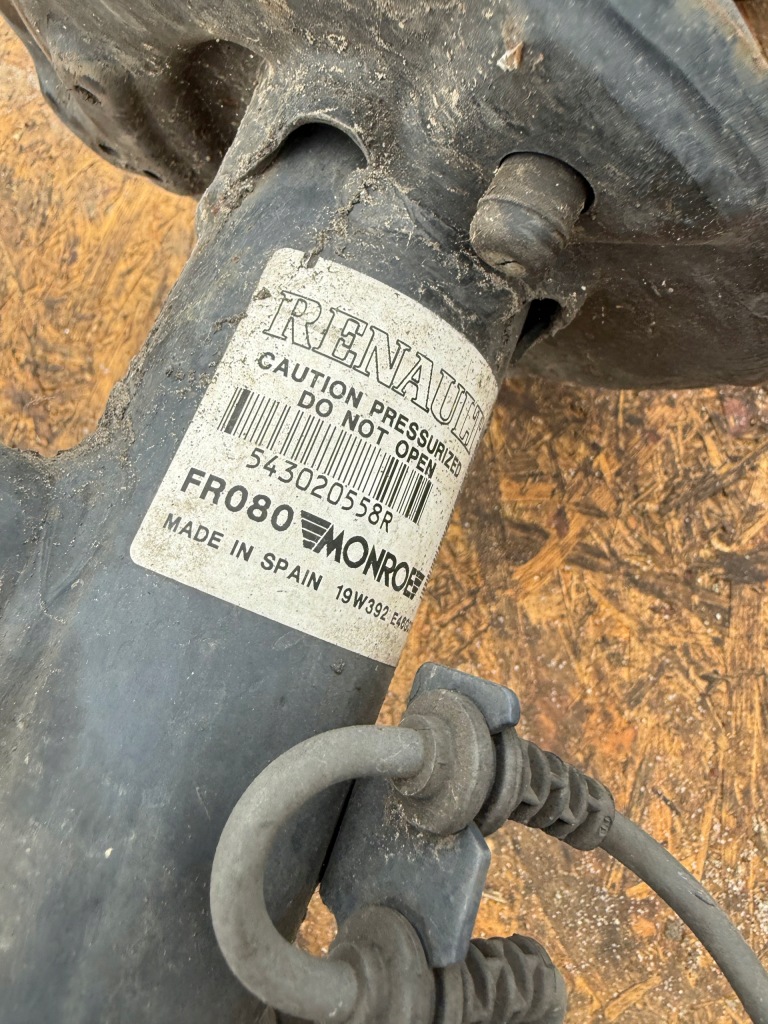 RENAULT
CAUTION PRESSURIZED
DO NOT OPEN
543020558R
FR080 MONROE
MADE IN SPAIN 19W392